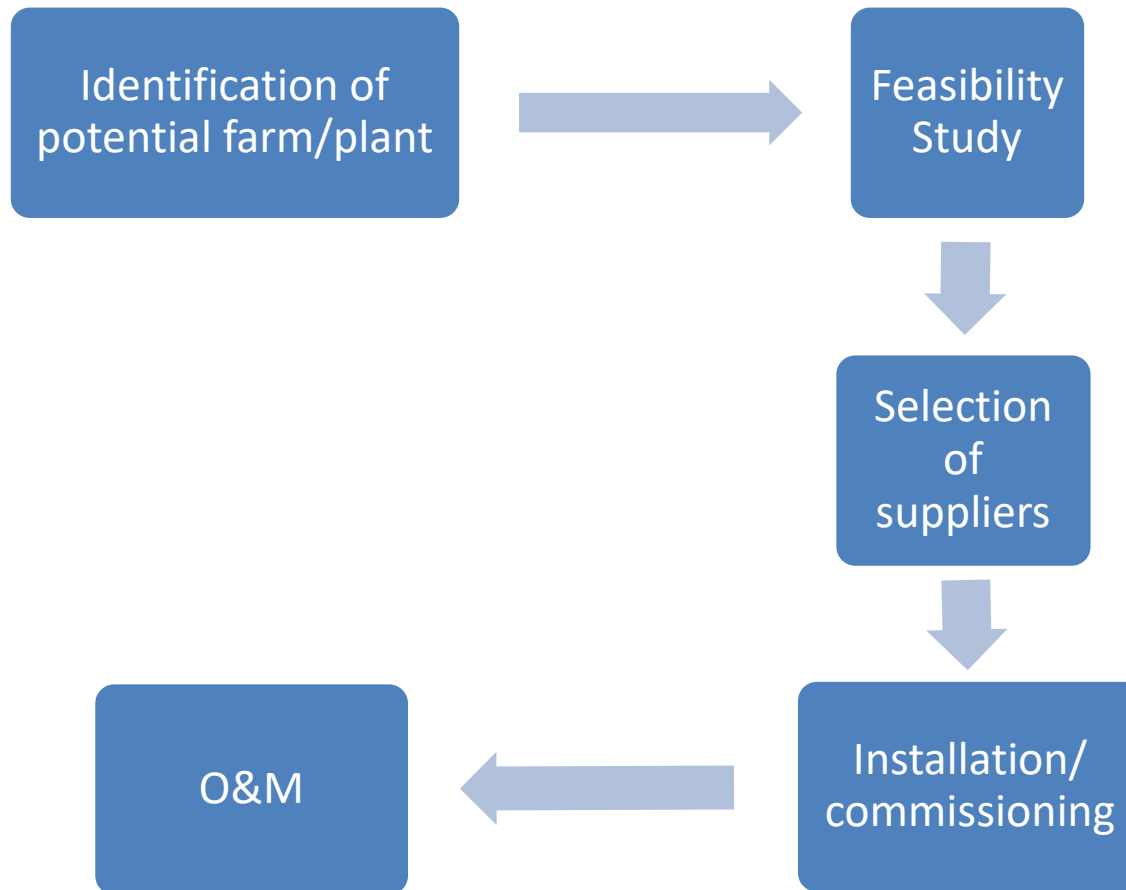 Identification of
potential farm/plant
Feasibility
Study
Selection
of
suppliers
Installation/
commissioning
O&M